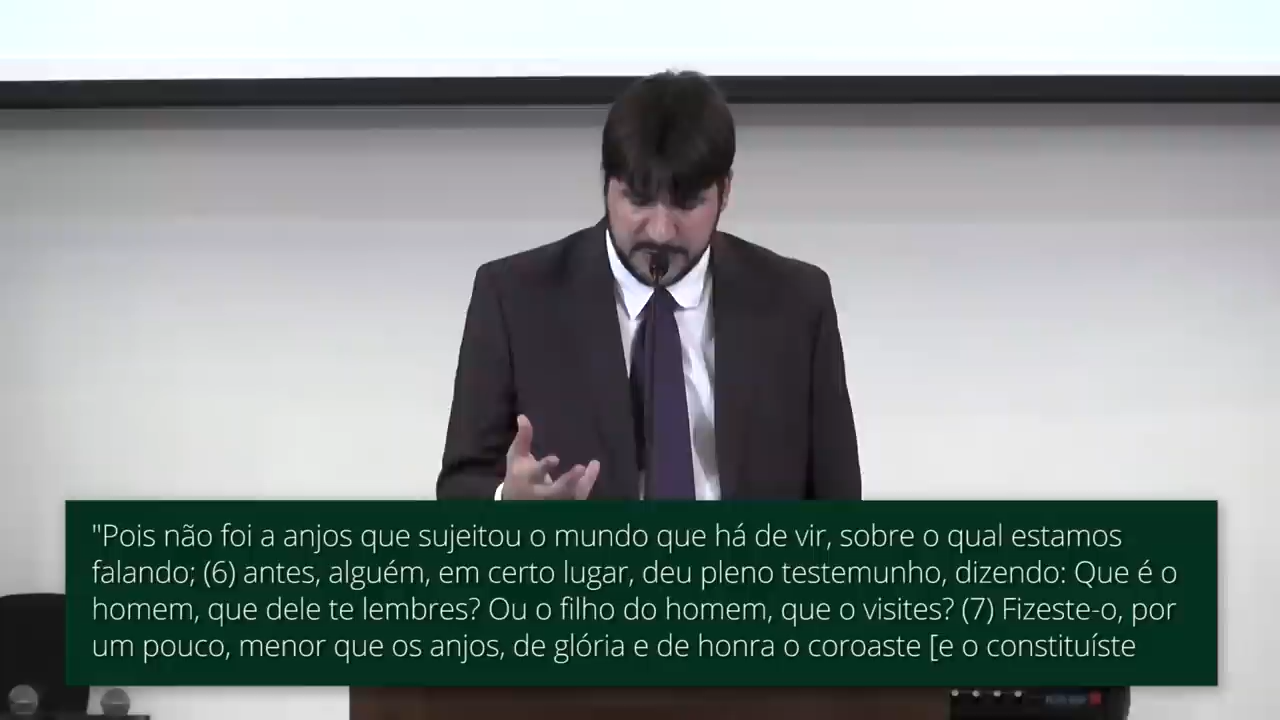 "Pois não foi a anjos que sujeitou o mundo que há de vir, sobre o qual estamos
falando; (6) antes, alguém, em certo lugar, deu pleno testemunho, dizendo: Que é o
homem, que dele te lembres? Ou o filho do homem, que o visites? (7) Fizeste-o, por
um pouco, menor que os anjos, de glória e de honra o coroaste [e o constituíste